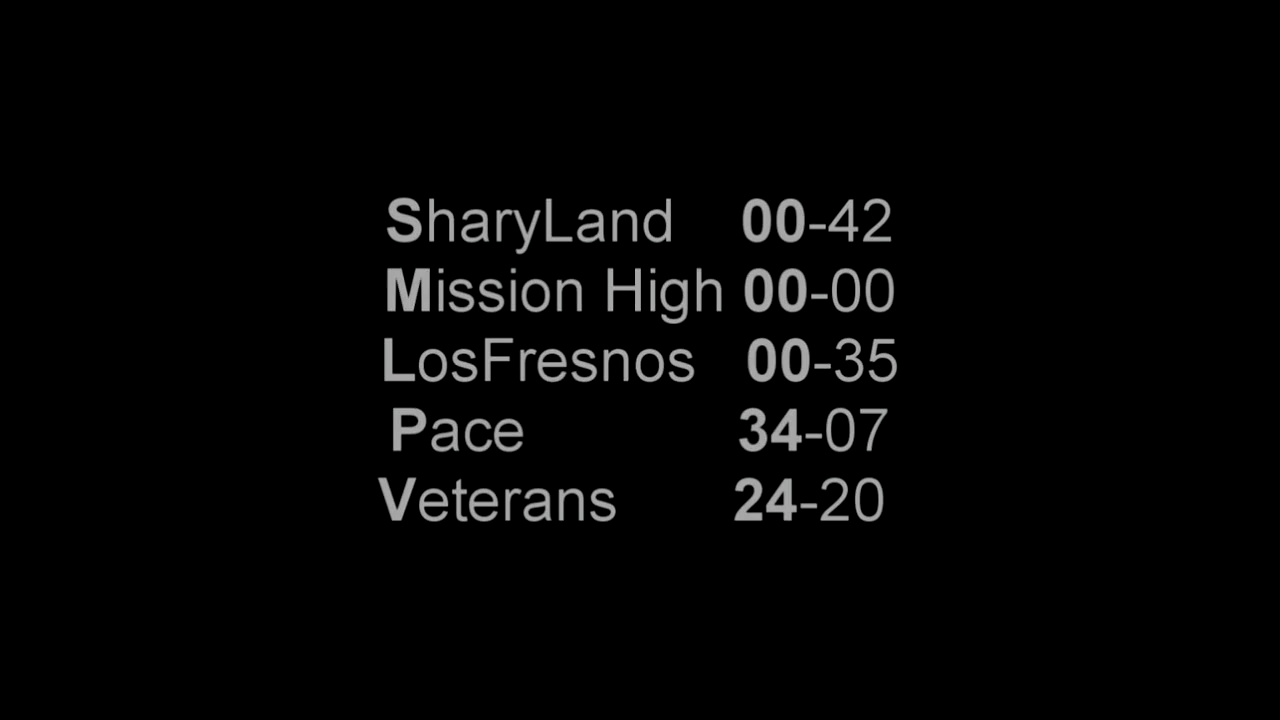 SharyLand 00-42
Mission High 00-00
LosFresnos 00-35
Pace 34-07
Veterans 24-20